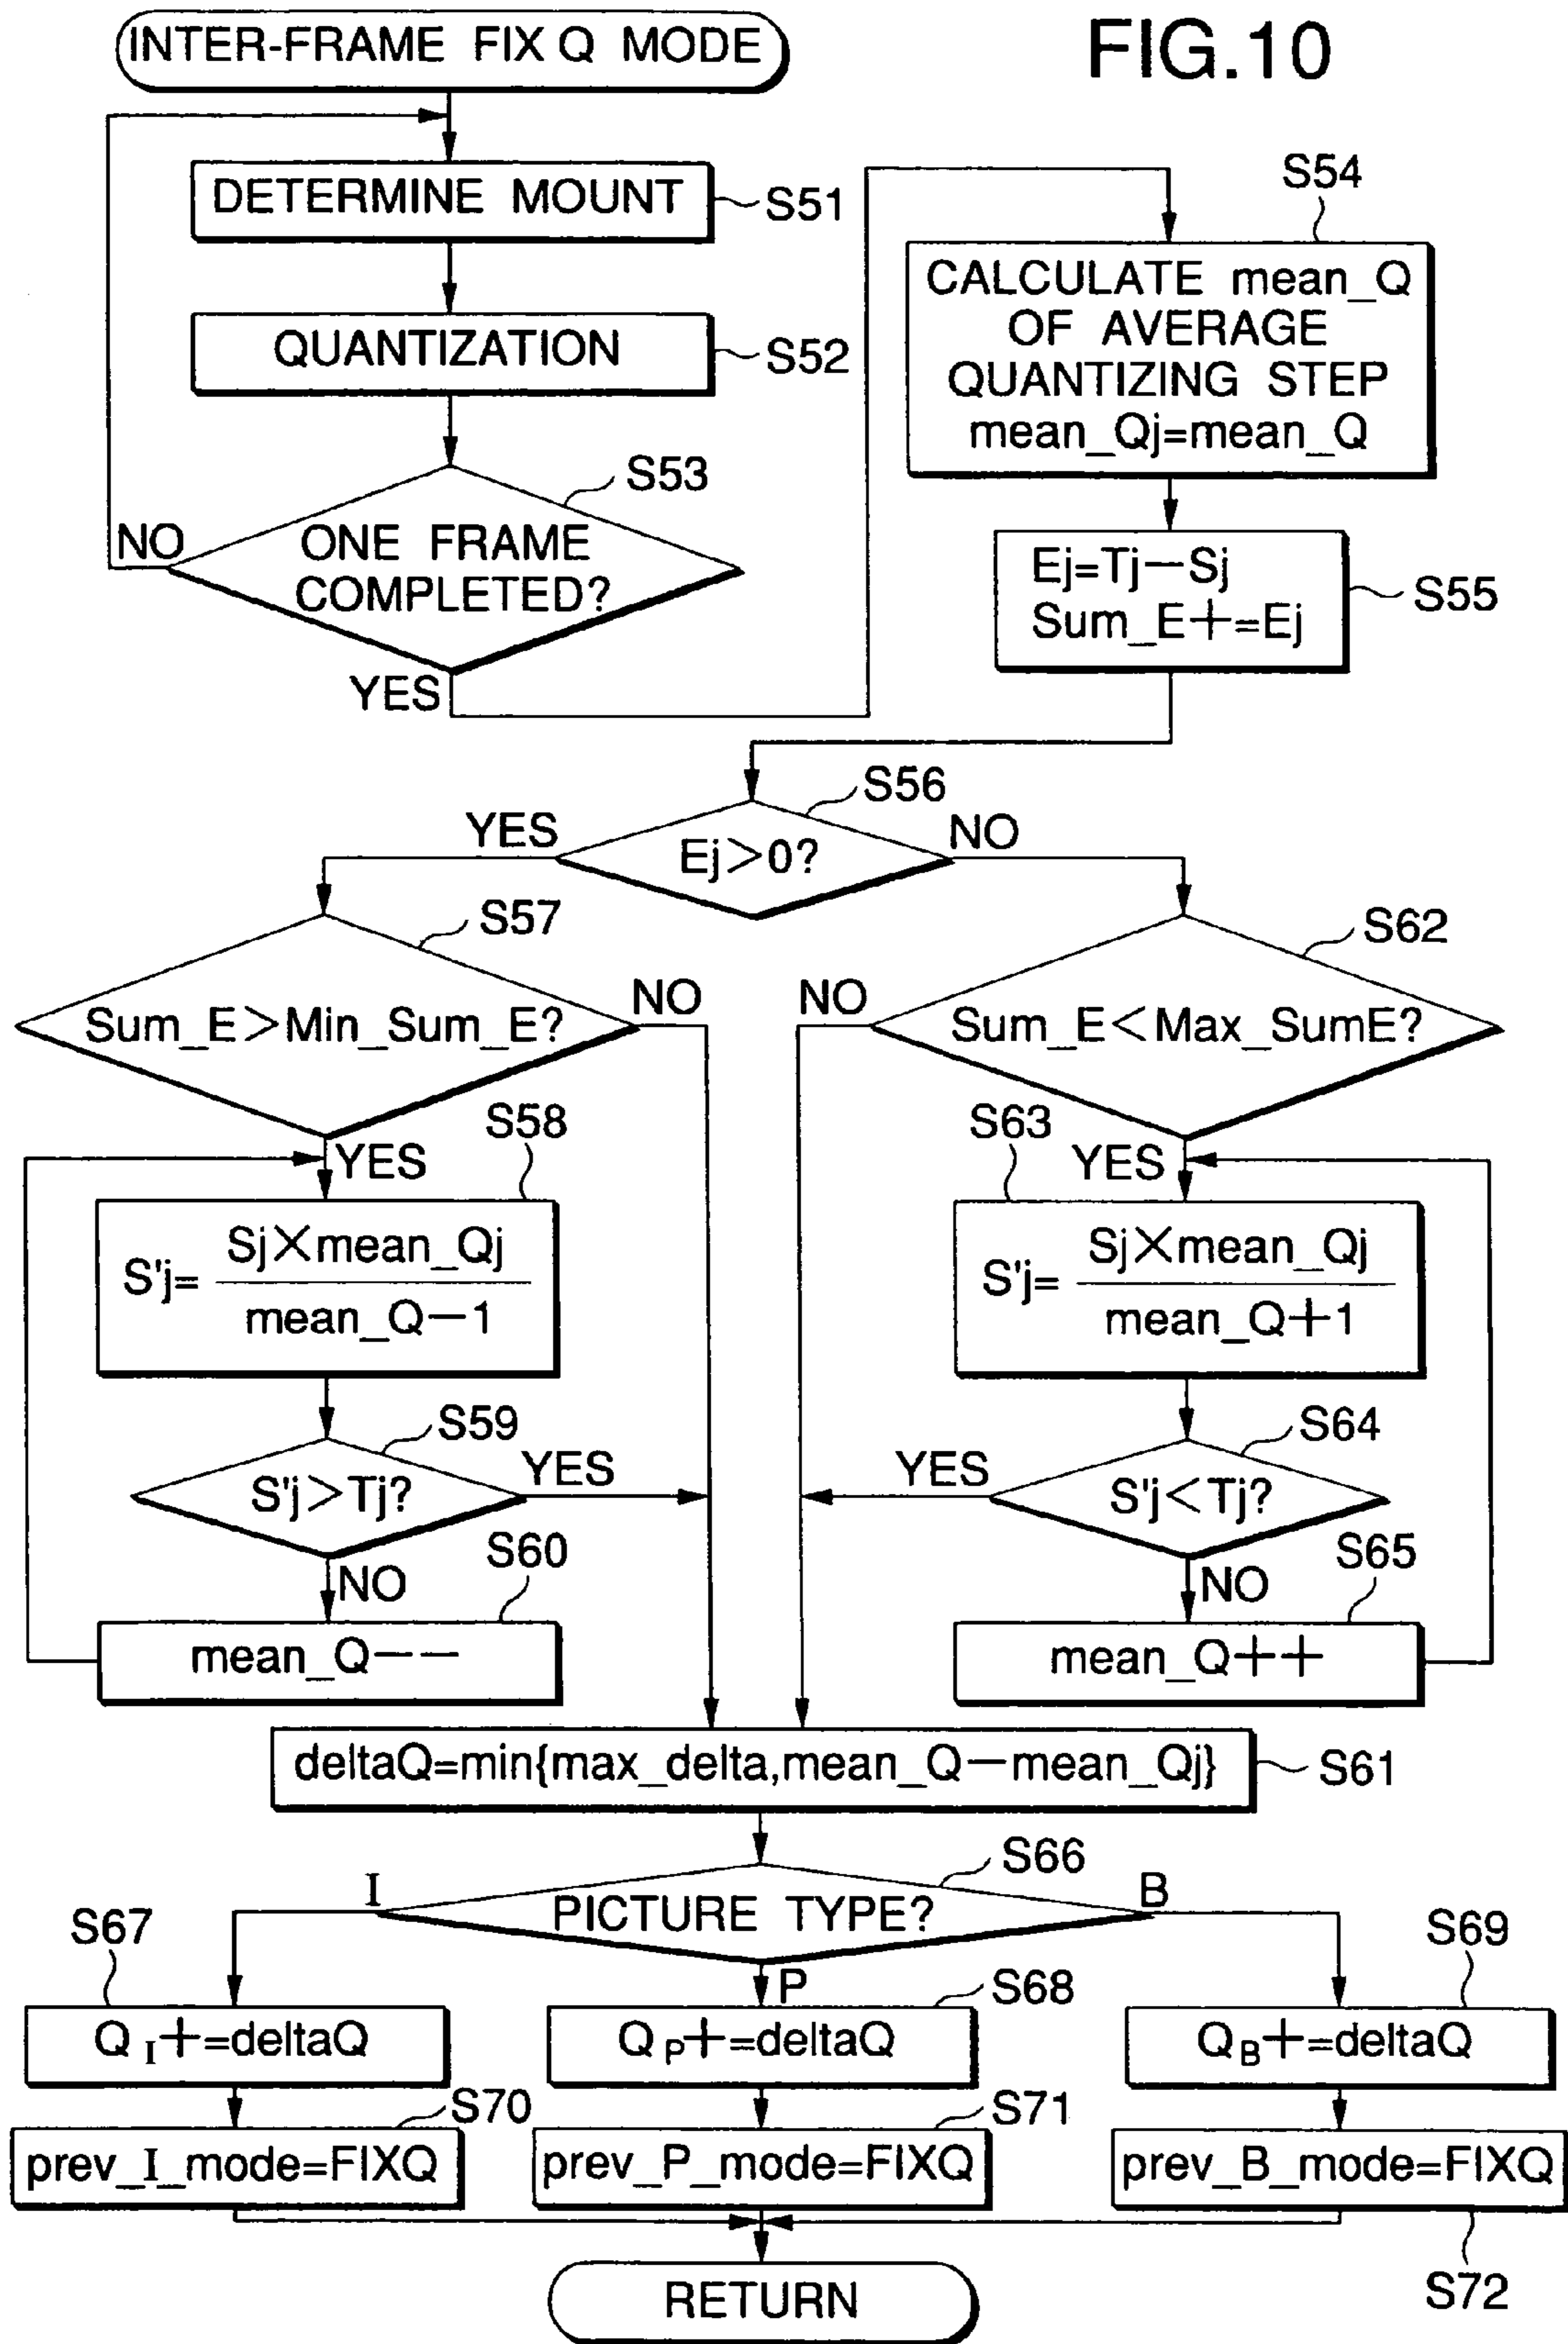 FIG.10
INTER-FRAME FIX Q MODE
DETERMINE MOUNT
S51
QUANTIZATION
S52
S53
ONE FRAME
COMPLETED?
NO
YES
S54
CALCULATE mean_Q
OF AVERAGE
QUANTIZING STEP
mean_Qj=mean_Q
Ej=Tj−Sj
Sum_E+=Ej
S55
S56
YES
Ej>0?
NO
S57
Sum_E>Min_Sum_E?
NO
S62
NO
Sum_E<Max_SumE?
S58
YES
S'j= Sj×mean_Qj
mean_Q−1
S63
YES
S'j= Sj×mean_Qj
mean_Q+1
S59
S'j>Tj?
YES
S64
YES
S'j<Tj?
S60
NO
mean_Q−−
S65
NO
mean_Q++
deltaQ=min{max_delta,mean_Q−mean_Qj}
S61
S66
I
PICTURE TYPE?
B
P
S67
Q I+=deltaQ
S68
Q P+=deltaQ
S69
QB+=deltaQ
S70
prev_I_mode=FIXQ
S71
prev_P_mode=FIXQ
prev_B_mode=FIXQ
S72
RETURN